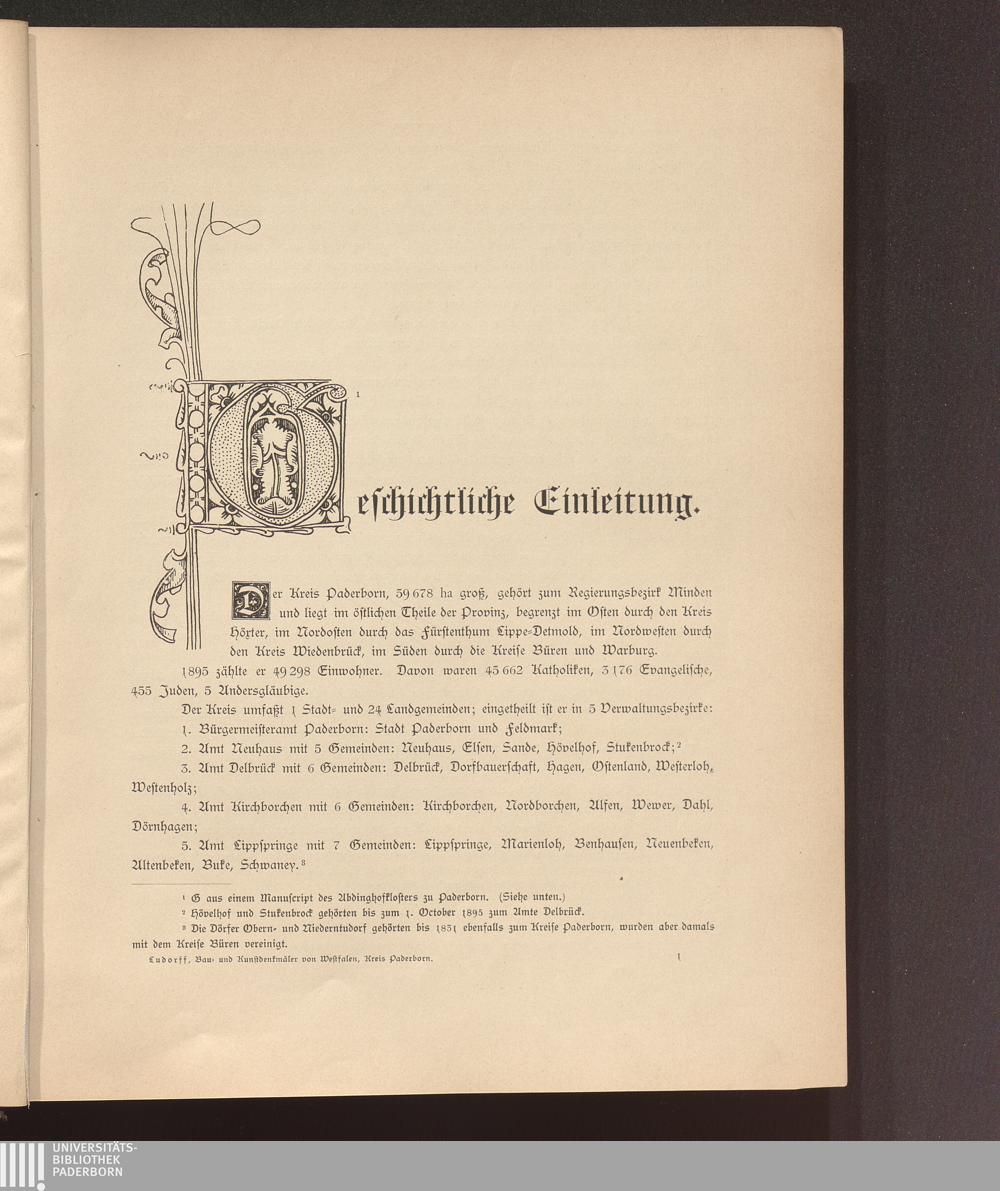 Geschichtliche Einleitung. ¹
Der Kreis Paderborn, 59 678 ha groß, gehört zum Regierungsbezirk Minden
und liegt im östlichen Theile der Provinz, begrenzt im Osten durch den Kreis
Höxter, im Nordosten durch das Fürstenthum Lippe-Detmold, im Nordwesten durch
den Kreis Wiedenbrück, im Süden durch die Kreise Büren und Warburg.
1895 zählte er 49 298 Einwohner. Davon waren 45 662 Katholiken, 3 176 Evangelische,
455 Juden, 5 Andersgläubige.
Der Kreis umfaßt 1 Stadt- und 24 Landgemeinden; eingetheilt ist er in 5 Verwaltungsbezirke:
1. Bürgermeisteramt Paderborn: Stadt Paderborn und Feldmark;
2. Amt Neuhaus mit 5 Gemeinden: Neuhaus, Elsen, Sande, Hövelhof, Stukenbrock;²
3. Amt Delbrück mit 6 Gemeinden: Delbrück, Dorfbauerschaft, Hagen, Ostenland, Westerloh,
Westenholz;
4. Amt Kirchborchen mit 6 Gemeinden: Kirchborchen, Nordborchen, Alfen, Wewer, Dahl,
Dörnhagen;
5. Amt Lippspringe mit 7 Gemeinden: Lippspringe, Marienloh, Benhausen, Neuenbeken,
Altenbeken, Buke, Schwaney.³
¹ G aus einem Manuscript des Abdinghofklosters zu Paderborn. (Siehe unten.)
² Hövelhof und Stukenbrock gehörten bis zum 1. October 1895 zum Amte Delbrück.
³ Die Dörfer Obern- und Niederntudorf gehörten bis 1831 ebenfalls zum Kreise Paderborn, wurden aber damals
mit dem Kreise Büren vereinigt.
Ludorff, Bau- und Kunstdenkmäler von Westfalen, Kreis Paderborn. 1
UNIVERSITÄTS-
BIBLIOTHEK
PADERBORN